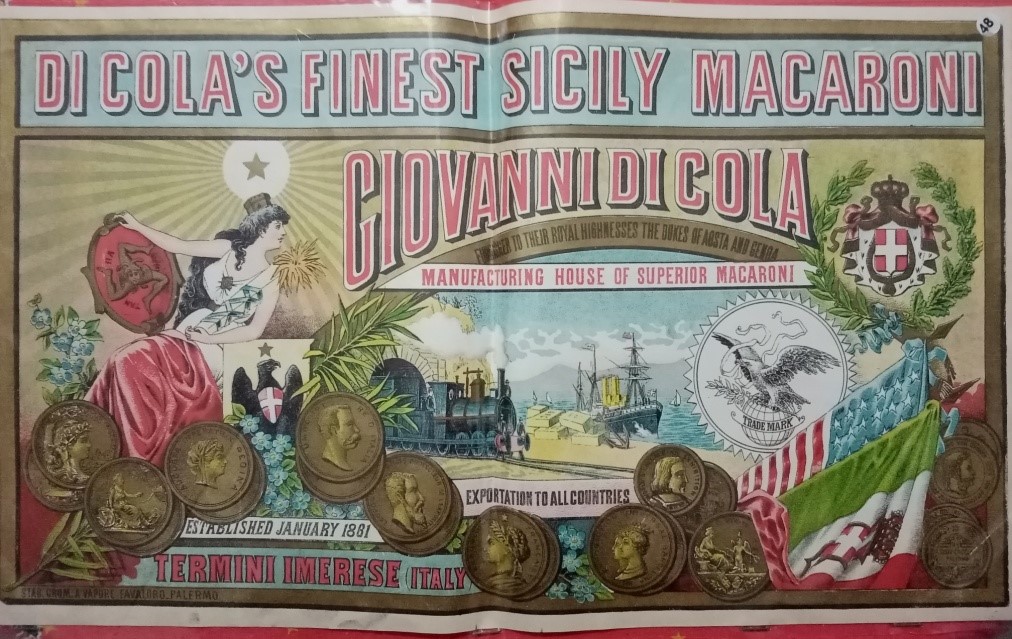 48
DI COLA'S FINEST SICILY MACARONI
GIOVANNI DI COLA
TO THEIR ROYAL HIGHNESSES THE DUKES OF AOSTA AND GENOA
MANUFACTURING HOUSE OF SUPERIOR MACARONI
TRADE MARK
EXPORTATION TO ALL COUNTRIES
ESTABLISHED JANUARY 1881
TERMINI IMERESE (ITALY
STAB. CROM. A VAPORE TAVALORO. PALERMO